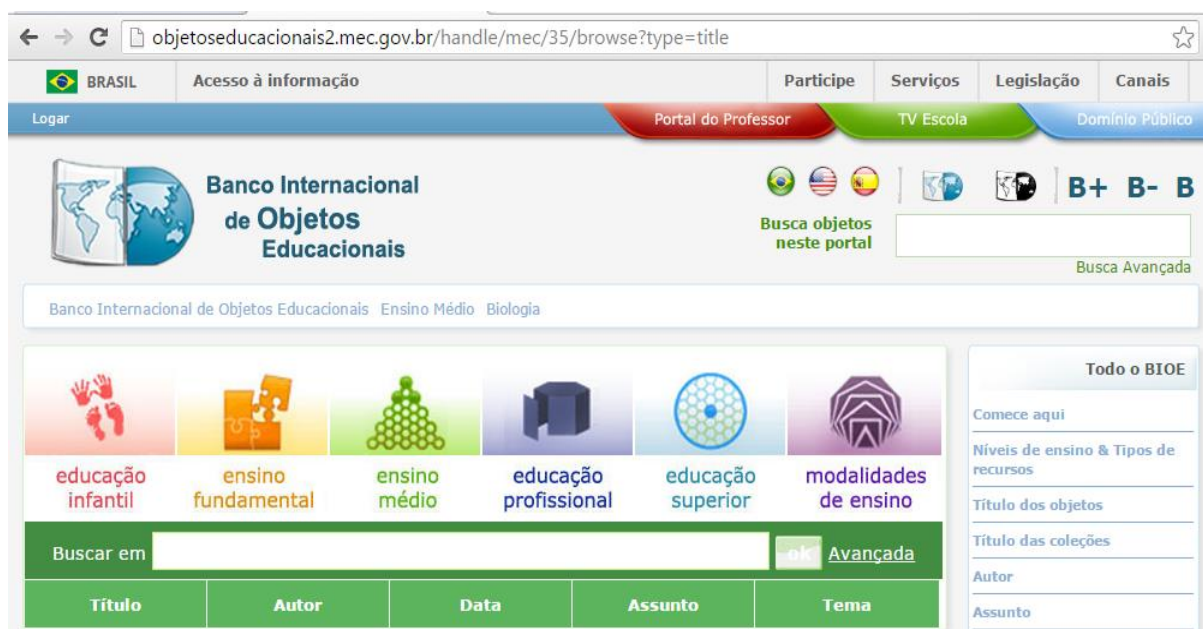 objetoseducacionais2.mec.gov.br/handle/mec/35/browse?type=title
BRASIL Acesso à informação Participe Serviços Legislação Canais
Logar Portal do Professor TV Escola Domínio Público
Banco Internacional
de Objetos
Educacionais
B+ B- B
Busca objetos
neste portal
Busca Avançada
Banco Internacional de Objetos Educacionais Ensino Médio Biologia
educação
infantil
ensino
fundamental
ensino
médio
educação
profissional
educação
superior
modalidades
de ensino
Buscar em ok Avançada
Título Autor Data Assunto Tema
Todo o BIOE
Comece aqui
Níveis de ensino & Tipos de
recursos
Título dos objetos
Título das coleções
Autor
Assunto